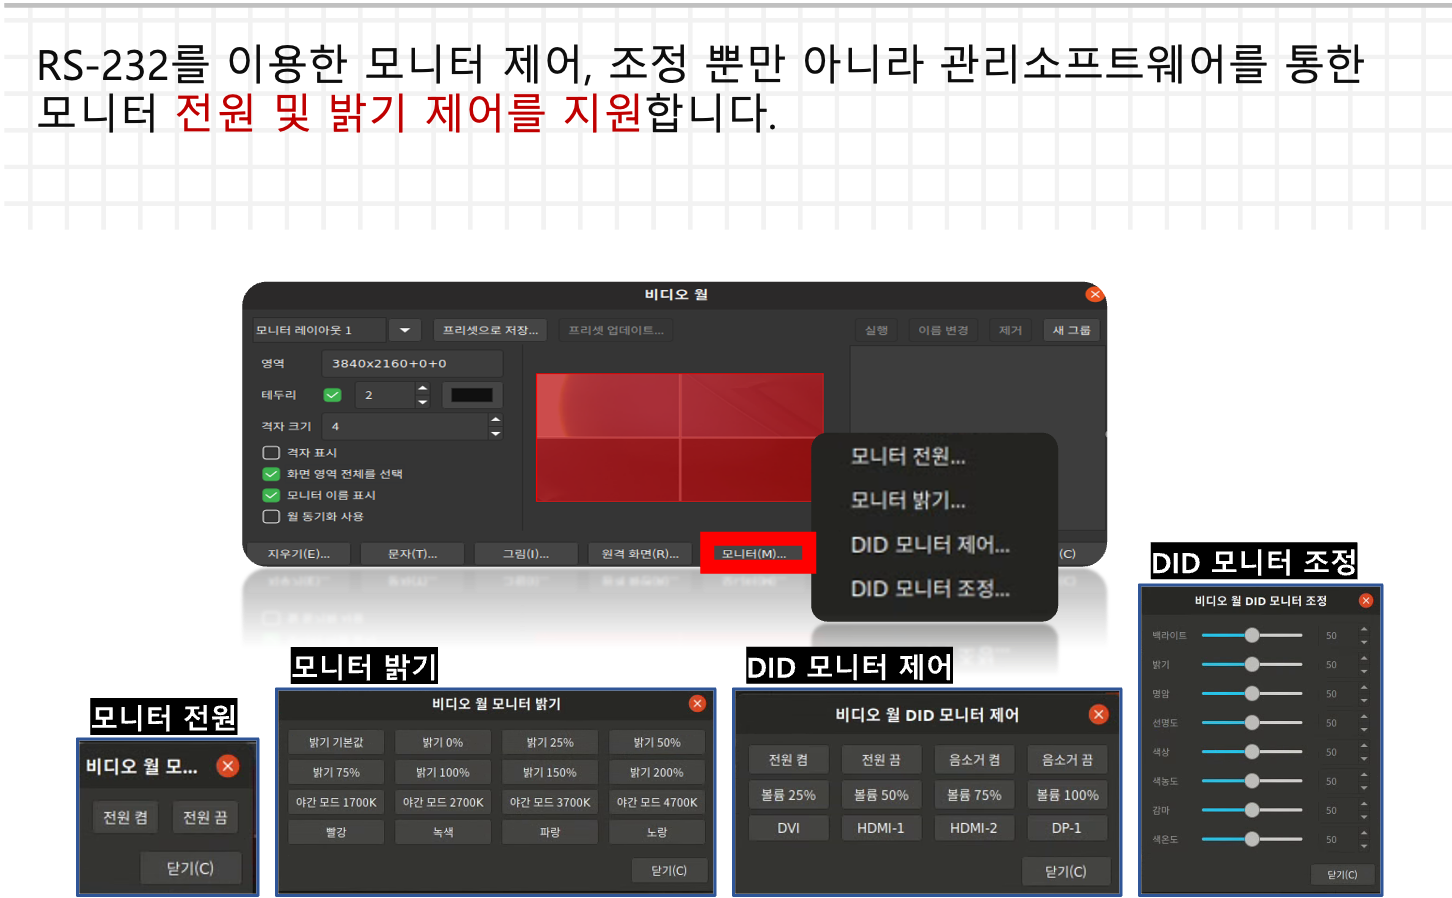 RS-232를 이용한 모니터 제어, 조정 뿐만 아니라 관리소프트웨어를 통한
모니터 전원 및 밝기 제어를 지원합니다.
비디오 월
모니터 레이아웃 1
프리셋으로 저장...
프리셋 업데이트...
실행
이름 변경
제거
새 그룹
영역
3840x2160+0+0
테두리
2
격자 크기
4
격자 표시
화면 영역 전체를 선택
모니터 이름 표시
월 동기화 사용
지우기(E)...
문자(T)...
그림(I)...
원격 화면(R)...
모니터(M)...
(C)
모니터 전원...
모니터 밝기...
DID 모니터 제어...
DID 모니터 조정...
모니터 전원
비디오 월 모...
전원 켬
전원 끔
닫기(C)
모니터 밝기
비디오 월 모니터 밝기
밝기 기본값
밝기 0%
밝기 25%
밝기 50%
밝기 75%
밝기 100%
밝기 150%
밝기 200%
야간 모드 1700K
야간 모드 2700K
야간 모드 3700K
야간 모드 4700K
빨강
녹색
파랑
노랑
닫기(C)
DID 모니터 제어
비디오 월 DID 모니터 제어
전원 켬
전원 끔
음소거 켬
음소거 끔
볼륨 25%
볼륨 50%
볼륨 75%
볼륨 100%
DVI
HDMI-1
HDMI-2
DP-1
닫기(C)
DID 모니터 조정
비디오 월 DID 모니터 조정
백라이트
50
밝기
50
명암
50
선명도
50
색상
50
색농도
50
감마
50
색온도
50
닫기(C)